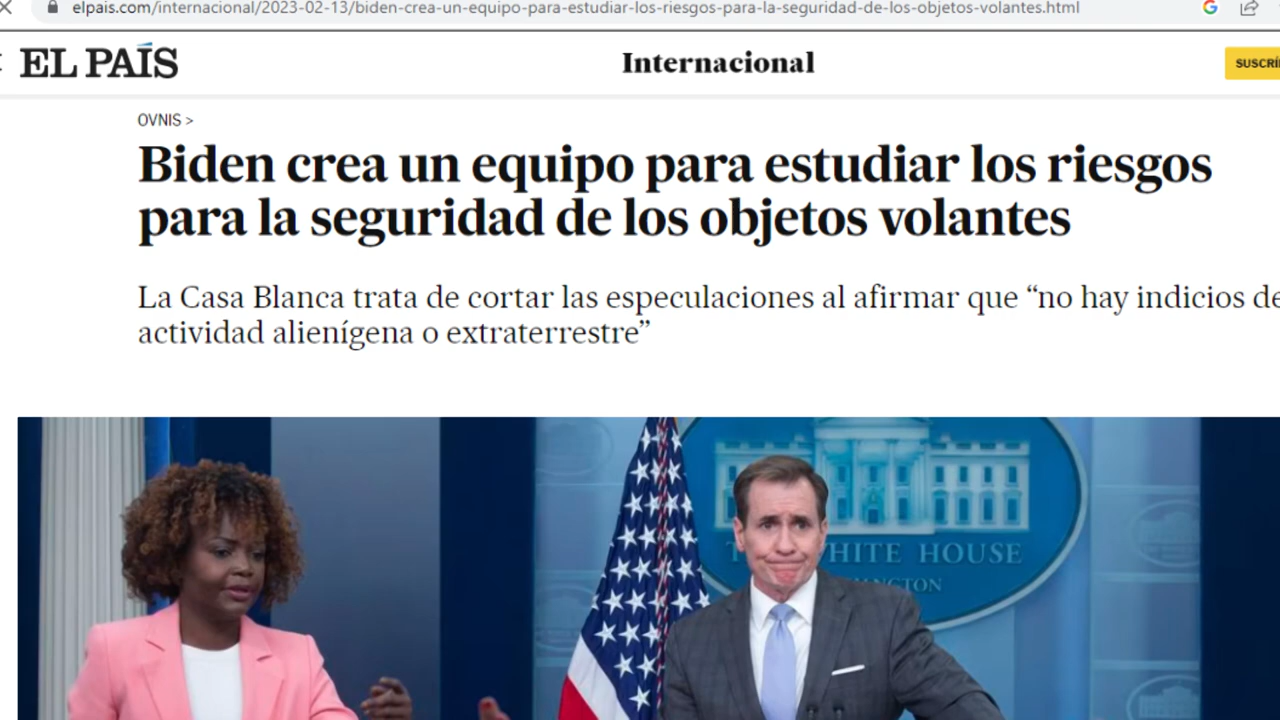 elpais.com/internacional/2023-02-13/biden-crea-un-equipo-para-estudiar-los-riesgos-para-la-seguridad-de-los-objetos-volantes.html
EL PAÍS
Internacional
SUSCRÍ
OVNIS >
Biden crea un equipo para estudiar los riesgos
para la seguridad de los objetos volantes
La Casa Blanca trata de cortar las especulaciones al afirmar que “no hay indicios de
actividad alienígena o extraterrestre”
WHITE HOUSE